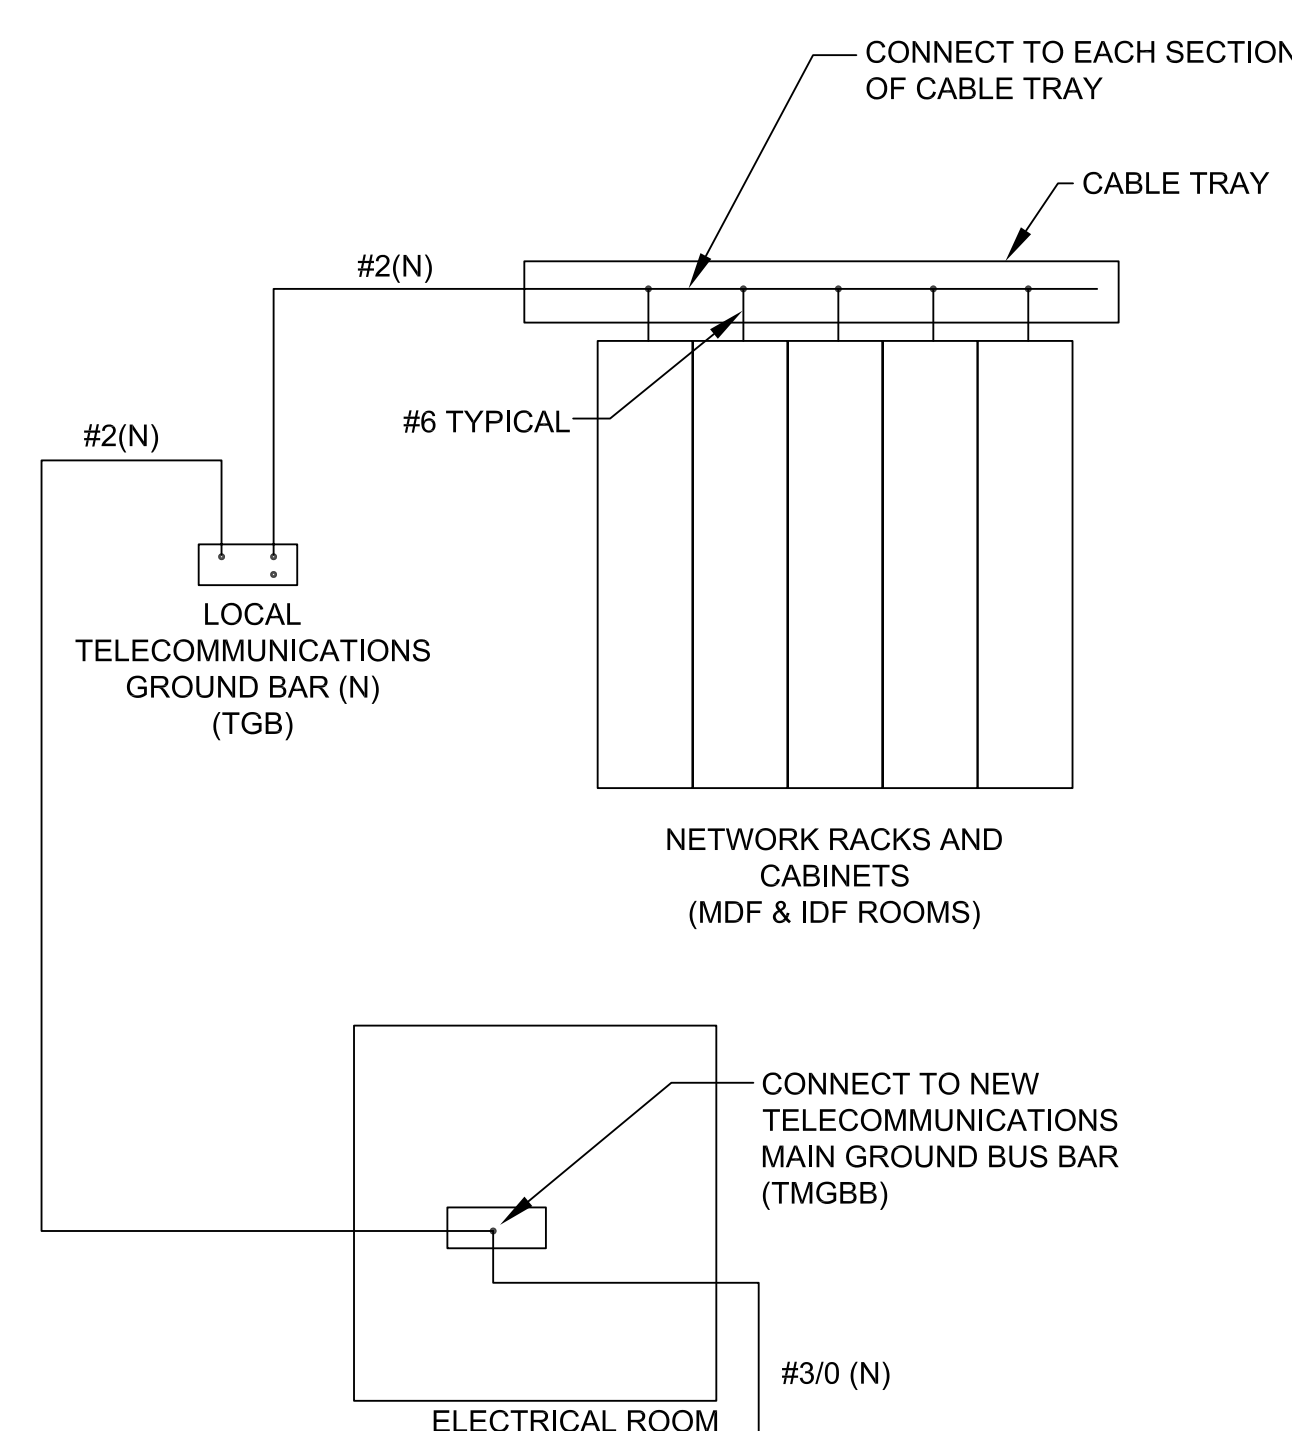 CONNECT TO EACH SECTION
OF CABLE TRAY
CABLE TRAY
#2(N)
#6 TYPICAL
#2(N)
LOCAL
TELECOMMUNICATIONS
GROUND BAR (N)
(TGB)
NETWORK RACKS AND
CABINETS
(MDF & IDF ROOMS)
CONNECT TO NEW
TELECOMMUNICATIONS
MAIN GROUND BUS BAR
(TMGBB)
#3/0 (N)
ELECTRICAL ROOM